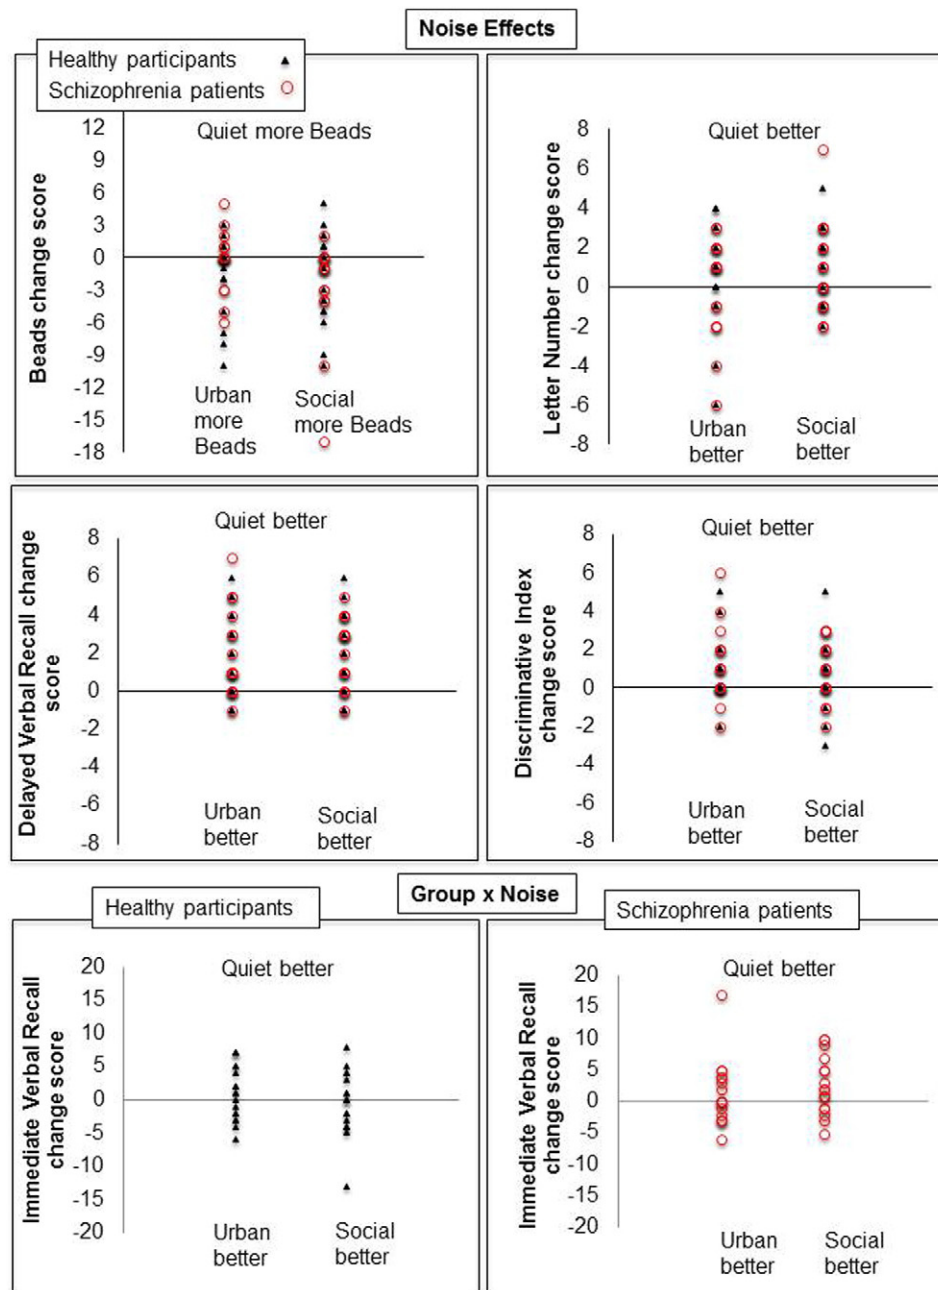 Noise Effects
Healthy participants
Schizophrenia patients
Quiet more Beads
Beads change score
12
9
6
3
0
-3
-6
-9
-12
-15
-18
Urban
more
Beads
Social
more Beads
Quiet better
Letter Number change score
8
6
4
2
0
-2
-4
-6
-8
Urban
better
Social
better
Quiet better
Delayed Verbal Recall change
score
8
6
4
2
0
-2
-4
-6
-8
Urban
better
Social
better
Quiet better
Discriminative Index
change score
8
6
4
2
0
-2
-4
-6
-8
Urban
better
Social
better
Group x Noise
Healthy participants
Quiet better
Immediate Verbal Recall
change score
20
15
10
5
0
-5
-10
-15
-20
Urban
better
Social
better
Schizophrenia patients
Quiet better
Immediate Verbal Recall
change score
20
15
10
5
0
-5
-10
-15
-20
Urban
better
Social
better